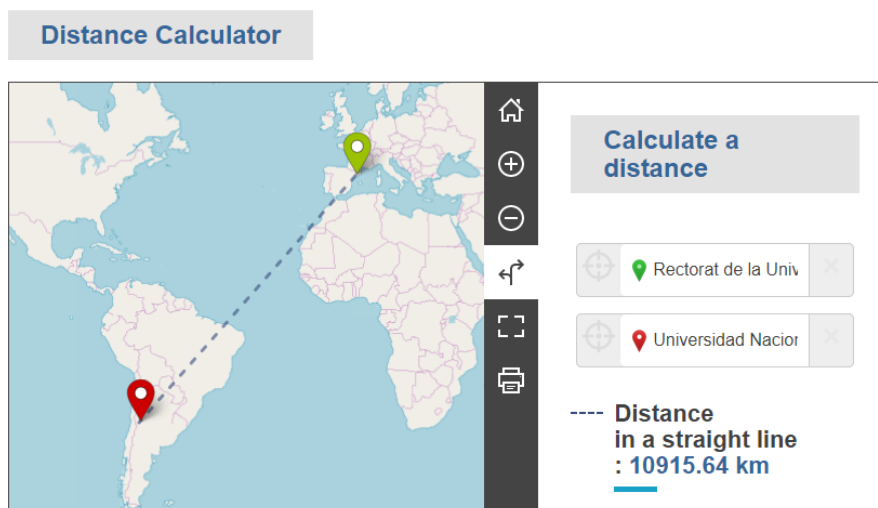 Distance Calculator
Calculate a
distance
Rectorat de la Univ
Universidad Nacior
Distance
in a straight line
: 10915.64 km